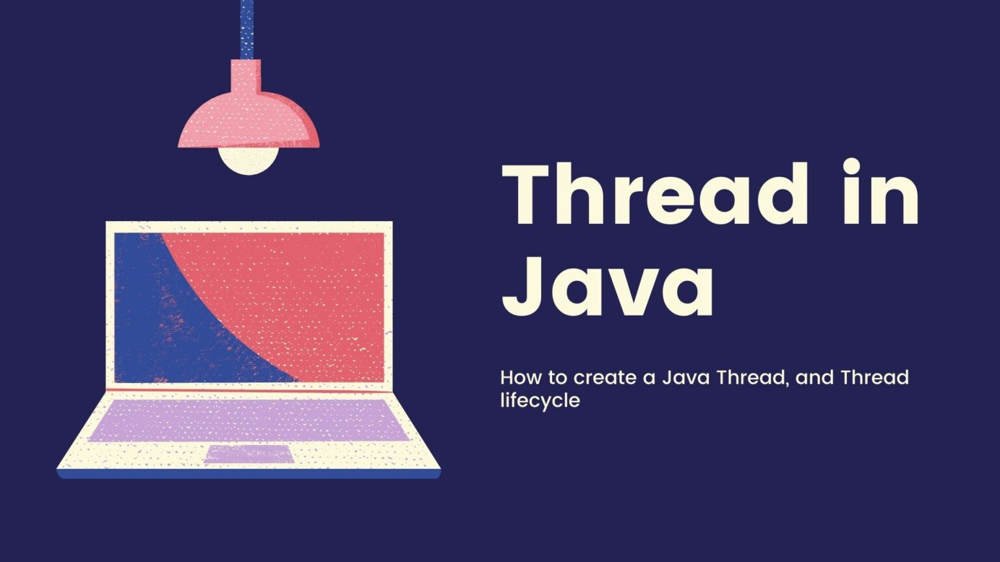 Thread in
Java
How to create a Java Thread, and Thread
lifecycle